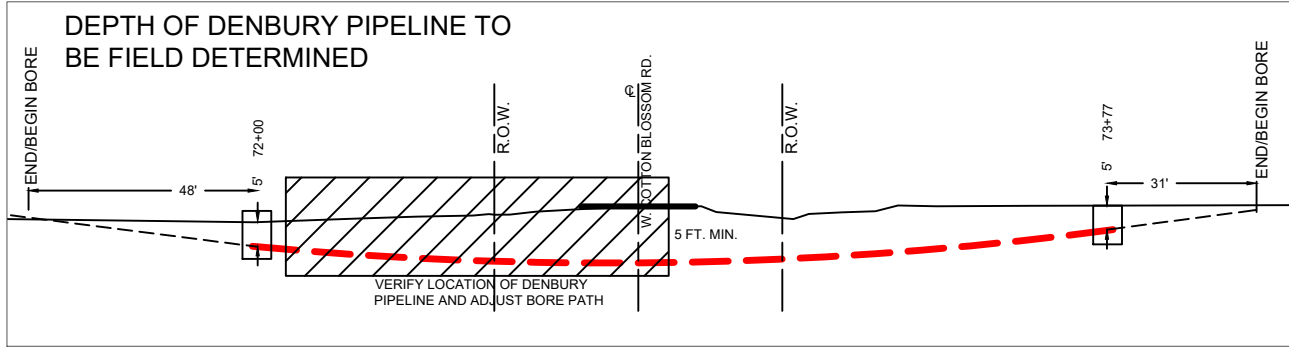 DEPTH OF DENBURY PIPELINE TO
BE FIELD DETERMINED
END/BEGIN BORE
48'
5'
72+00
R.O.W.
℄
W. COTTON BLOSSOM RD.
R.O.W.
5'
73+77
31'
END/BEGIN BORE
5 FT. MIN.
VERIFY LOCATION OF DENBURY
PIPELINE AND ADJUST BORE PATH